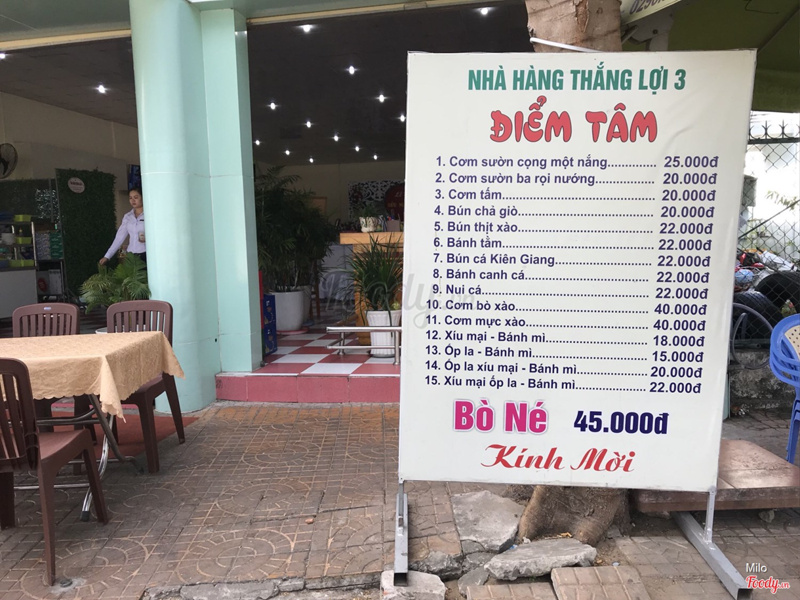 NHÀ HÀNG THẮNG LỢI 3
ĐIỂM TÂM
1. Cơm sườn cọng một nắng.............. 25.000đ
2. Cơm sườn ba rọi nướng................. 20.000đ
3. Cơm tấm........................................... 20.000đ
4. Bún chả giò...................................... 20.000đ
5. Bún thịt xào...................................... 22.000đ
6. Bánh tằm.......................................... 22.000đ
7. Bún cá Kiên Giang........................... 22.000đ
8. Bánh canh cá................................... 22.000đ
9. Nui cá............................................... 22.000đ
10. Cơm bò xào.................................... 40.000đ
11. Cơm mực xào................................. 40.000đ
12. Xíu mại - Bánh mì.......................... 18.000đ
13. Ốp la - Bánh mì.............................. 15.000đ
14. Ốp la xíu mại - Bánh mì................. 20.000đ
15. Xíu mại ốp la - Bánh mì................. 22.000đ
Bò Né 45.000đ
Kính Mời
Foody.vn
Milo
Foody.vn